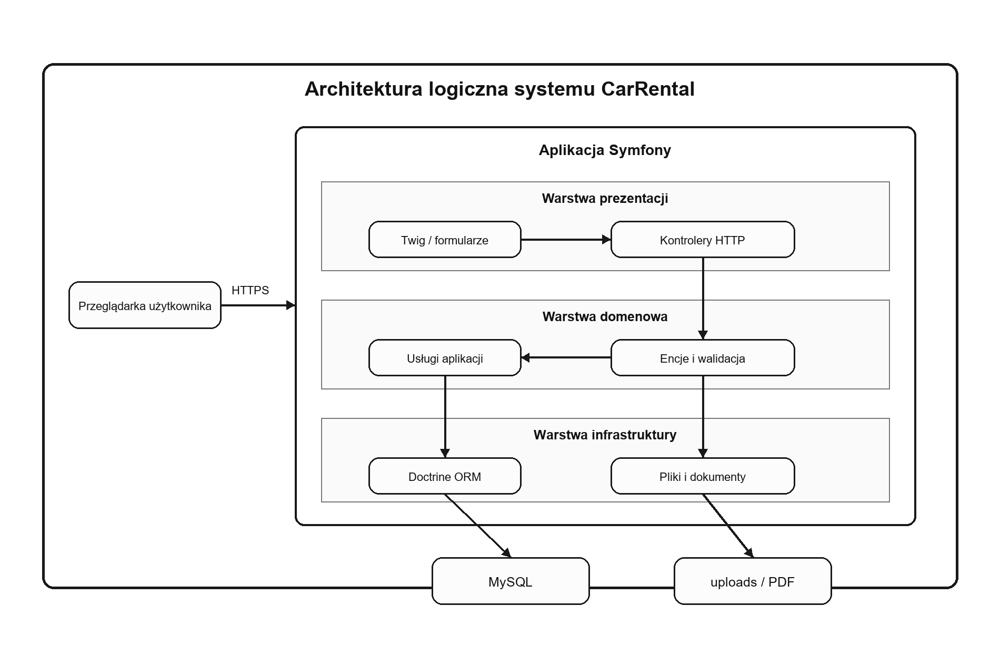 Architektura logiczna systemu CarRental
Aplikacja Symfony
Warstwa prezentacji
Twig / formularze
Kontrolery HTTP
Przeglądarka użytkownika
HTTPS
Warstwa domenowa
Usługi aplikacji
Encje i walidacja
Warstwa infrastruktury
Doctrine ORM
Pliki i dokumenty
MySQL
uploads / PDF